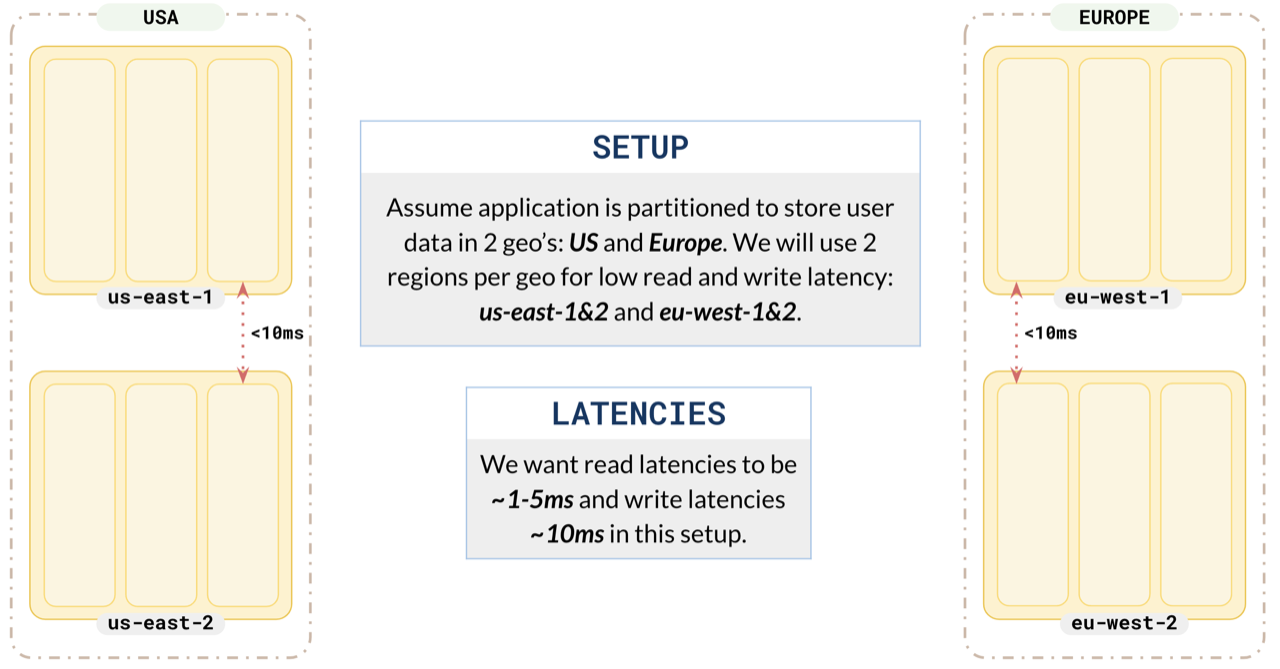 USA
us-east-1
<10ms
us-east-2
SETUP
Assume application is partitioned to store user
data in 2 geo's: US and Europe. We will use 2
regions per geo for low read and write latency:
us-east-1&2 and eu-west-1&2.
LATENCIES
We want read latencies to be
~1-5ms and write latencies
~10ms in this setup.
EUROPE
eu-west-1
<10ms
eu-west-2